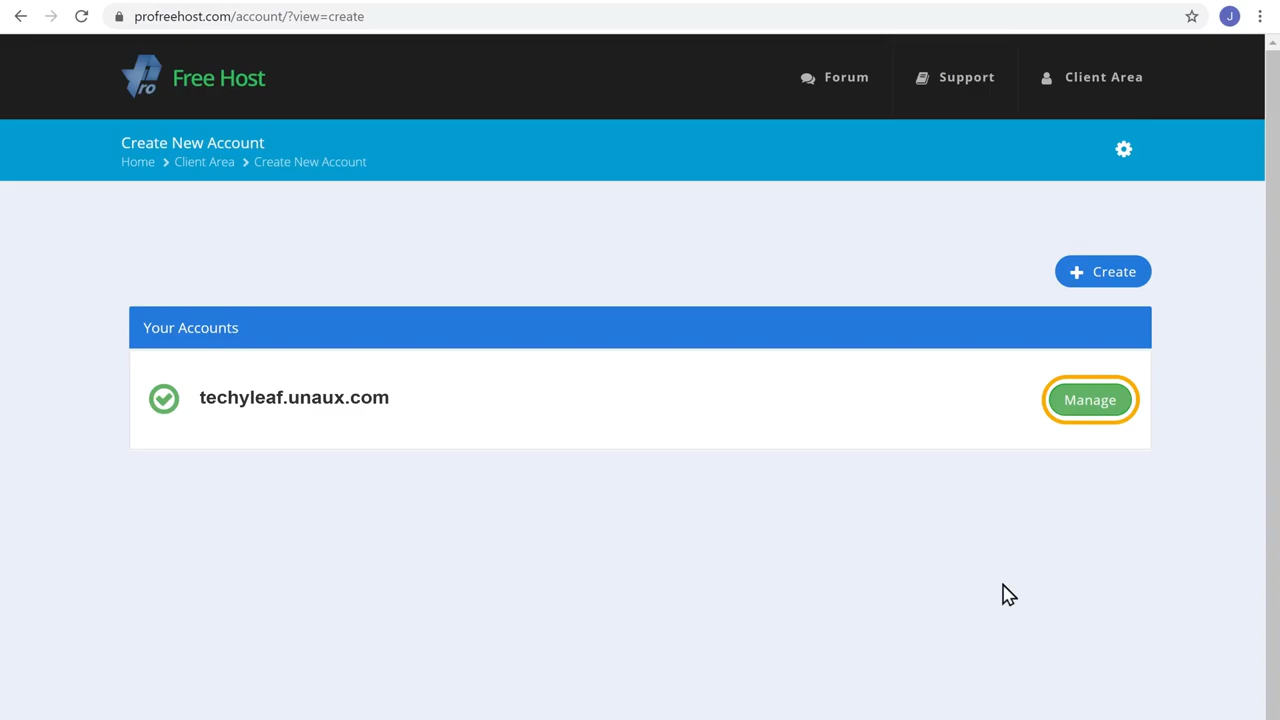 profreehost.com/account/?view=create
J
ro Free Host
Forum
Support
Client Area
Create New Account
Home
Client Area
Create New Account
Create
Your Accounts
techyleaf.unaux.com
Manage